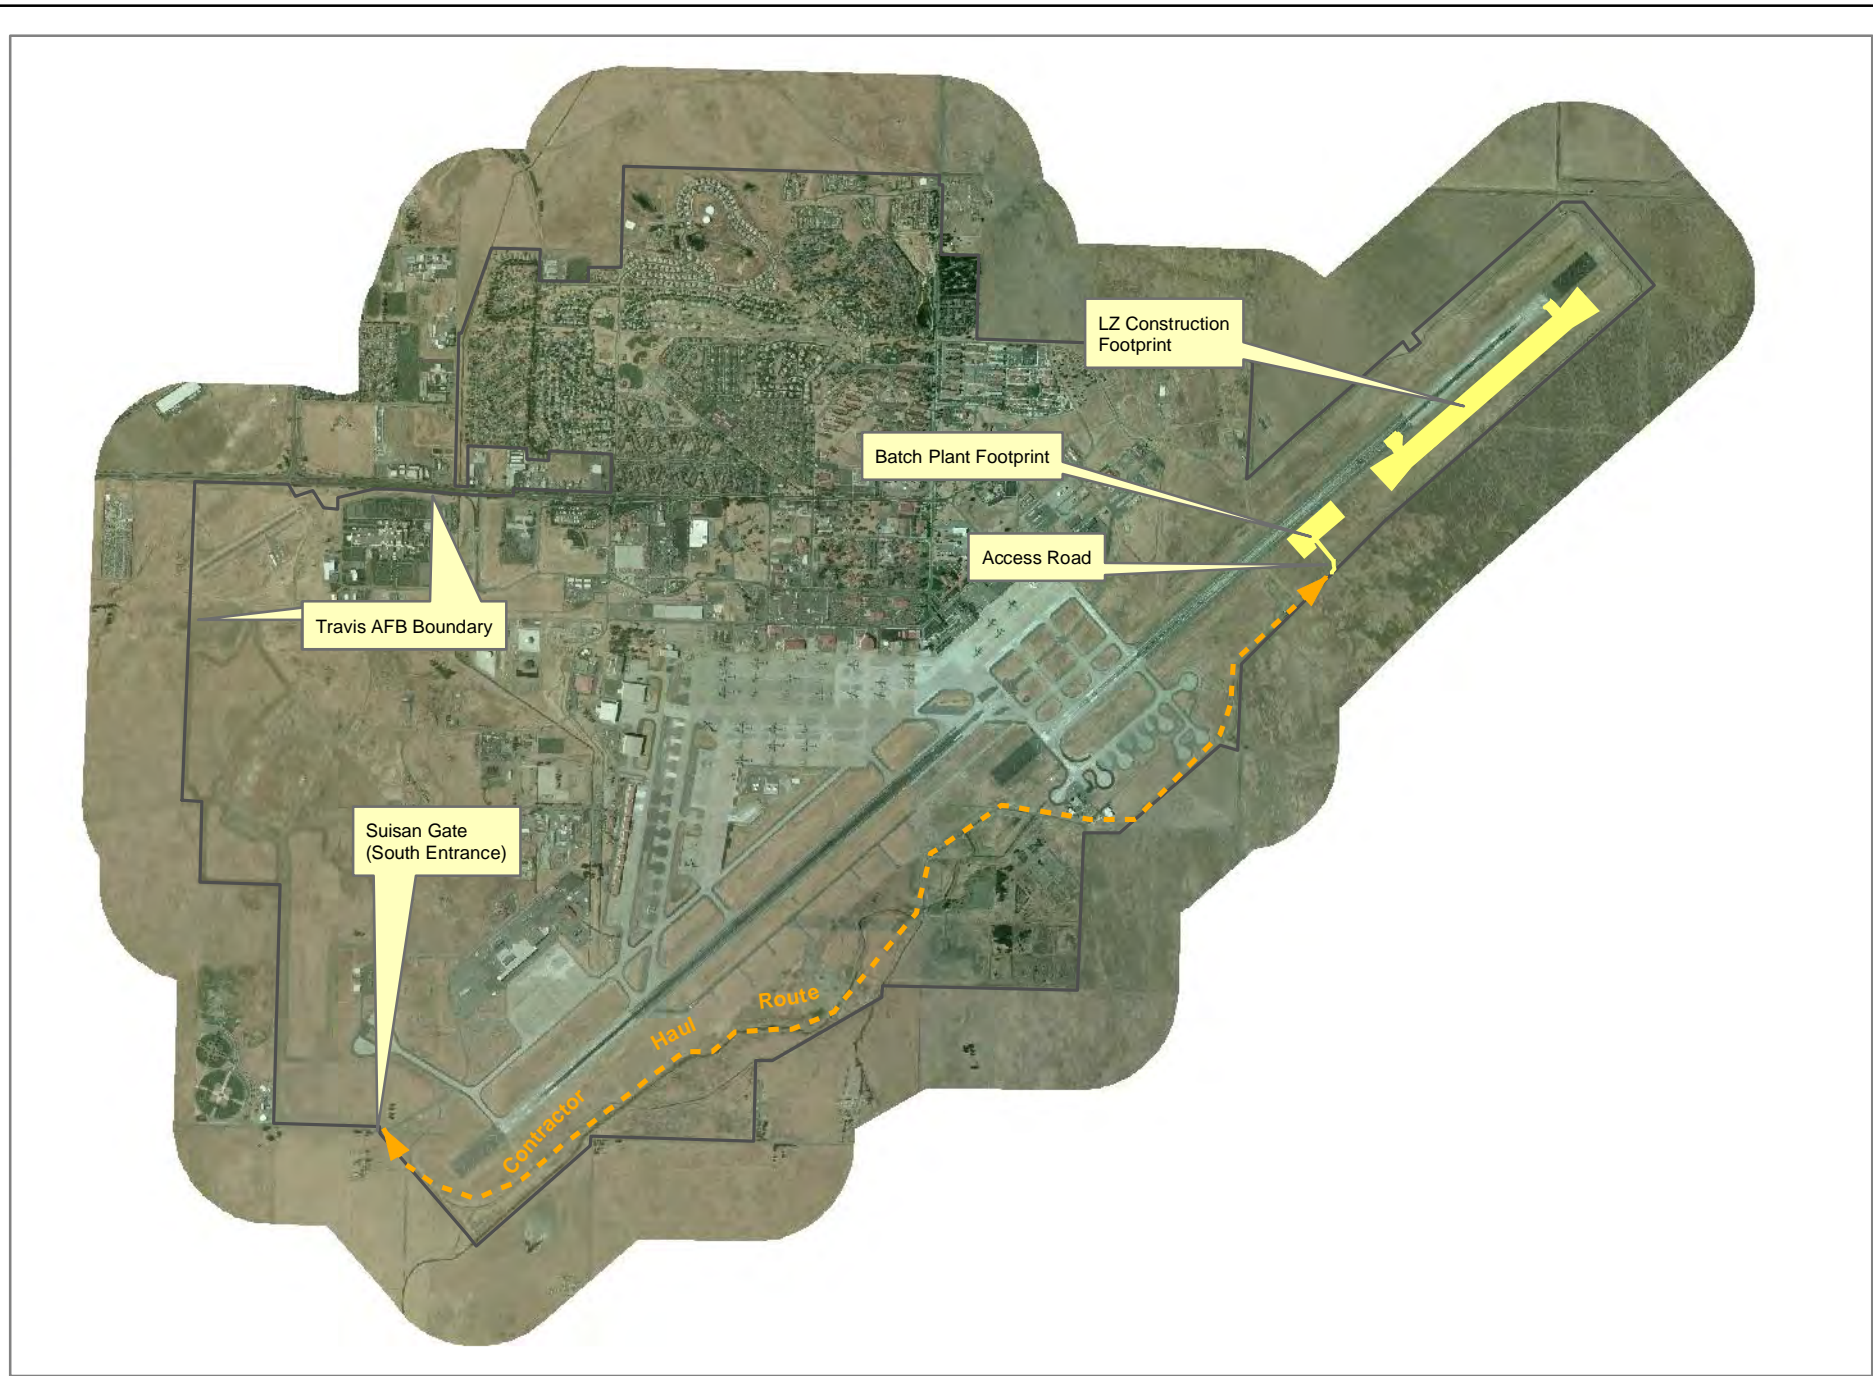 LZ Construction
Footprint
Batch Plant Footprint
Access Road
Travis AFB Boundary
Suisan Gate
(South Entrance)
Contractor Haul Route